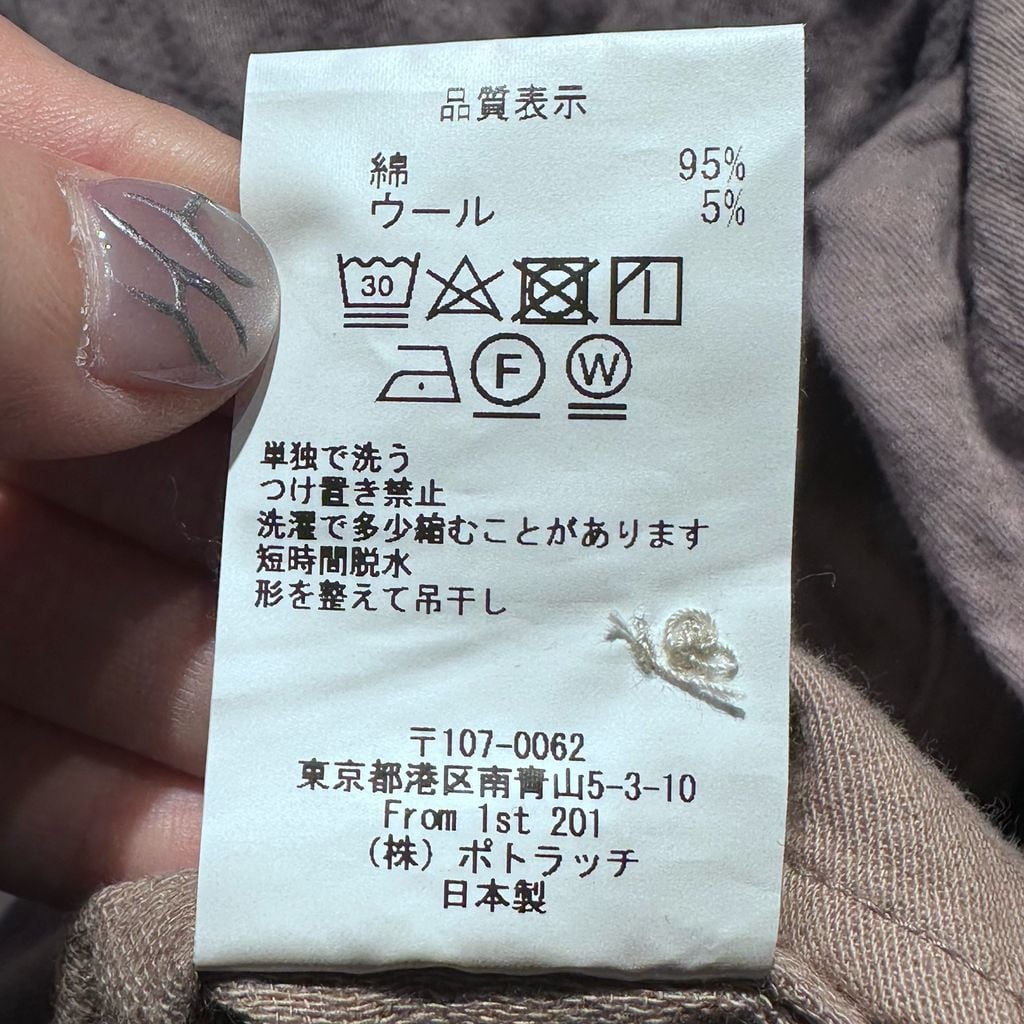 品質表示
綿 95%
ウール 5%
30
F W
単独で洗う
つけ置き禁止
洗濯で多少縮むことがあります
短時間脱水
形を整えて吊干し
〒107-0062
東京都港区南青山5-3-10
From 1st 201
(株)ポトラッチ
日本製